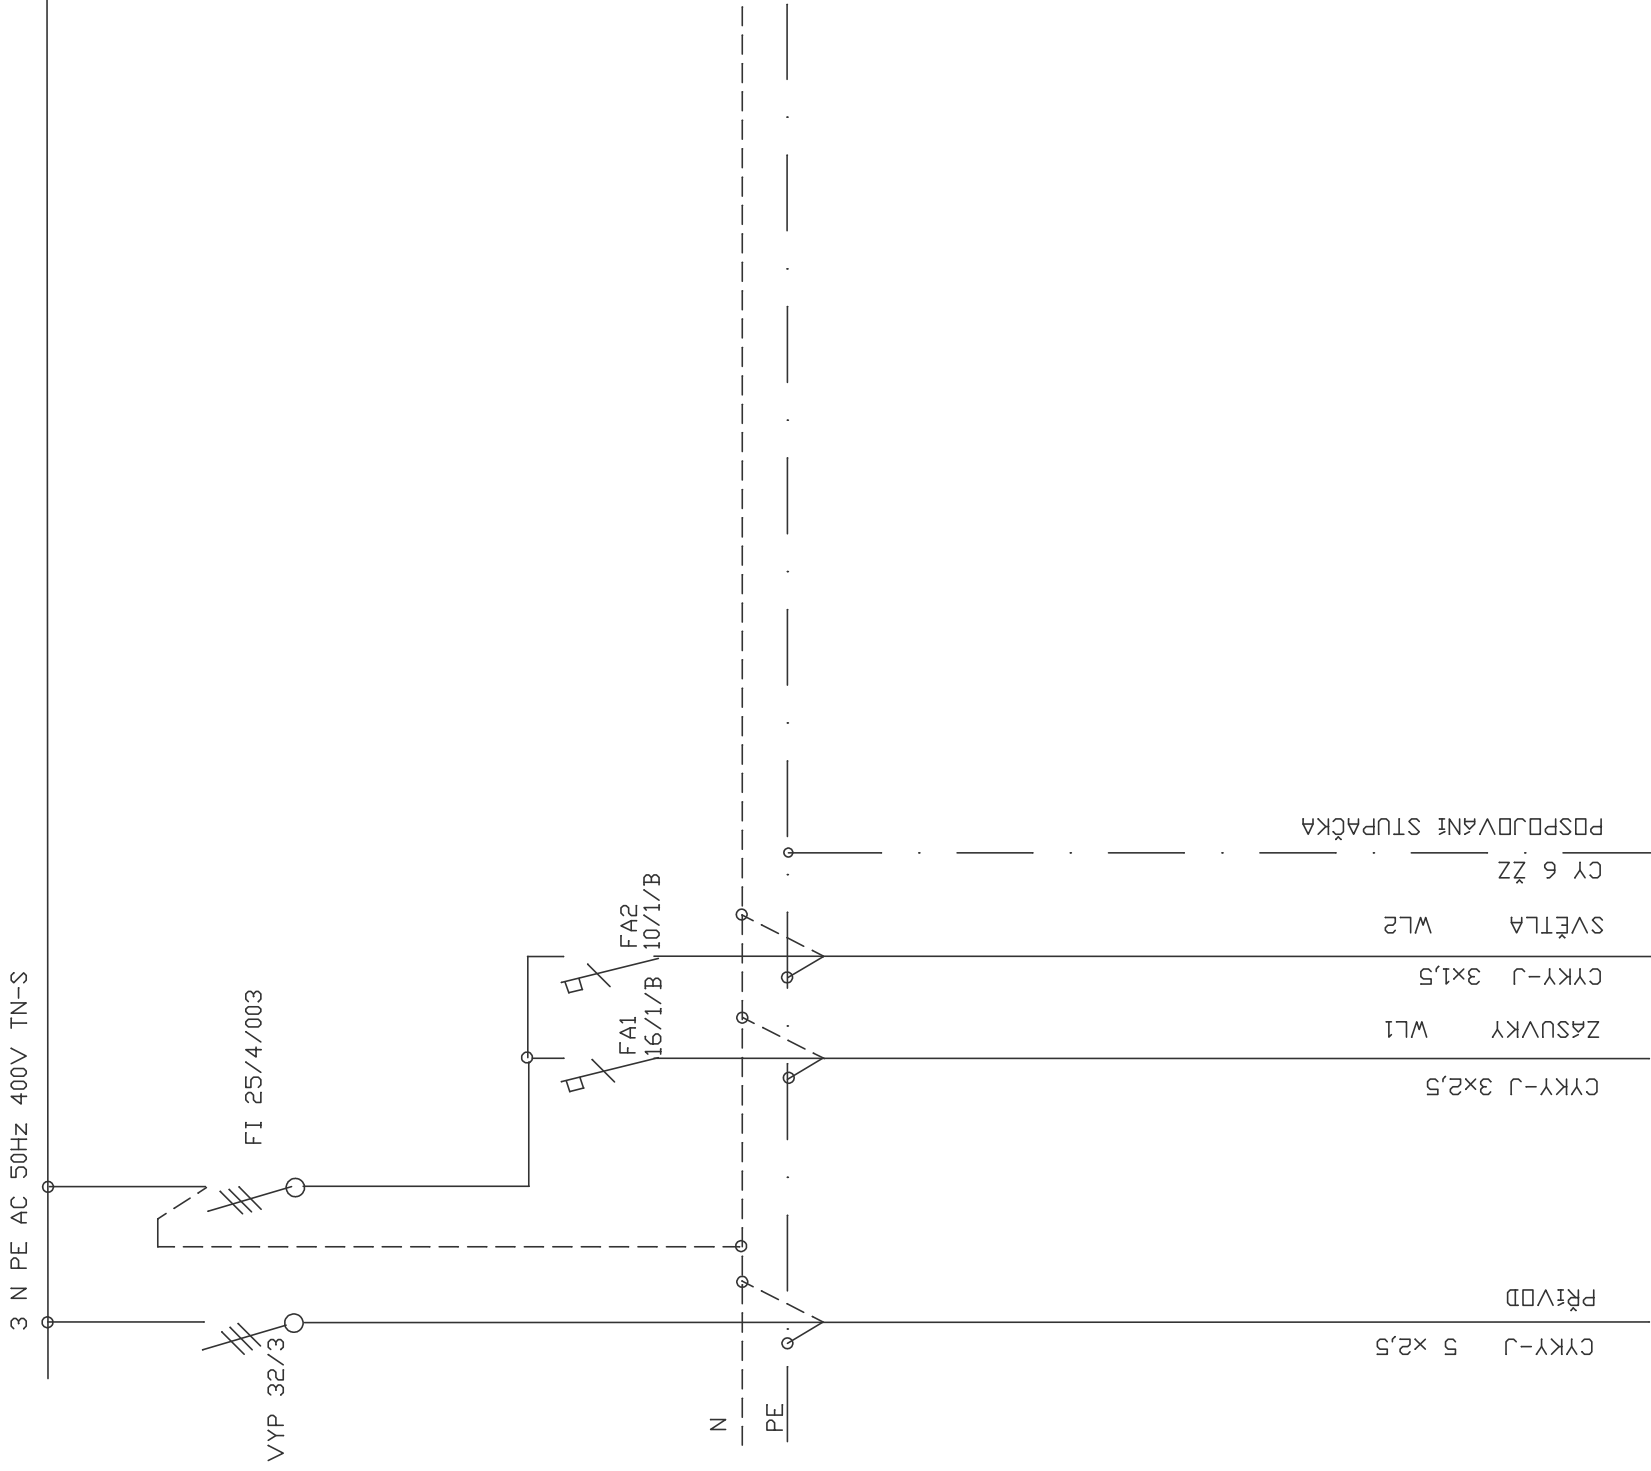 3 N PE AC 50Hz 400V TN-S
VYP 32/3
FI 25/4/003
FA1
16/1/B
FA2
10/1/B
N
PE
PŘÍVOD
CYKY-J 5 x2,5
ZÁSUVKY WL1
CYKY-J 3x2,5
SVĚTLA WL2
CYKY-J 3x1,5
POSPOJOVÁNÍ STUPAČKA
CY 6 ŽZ